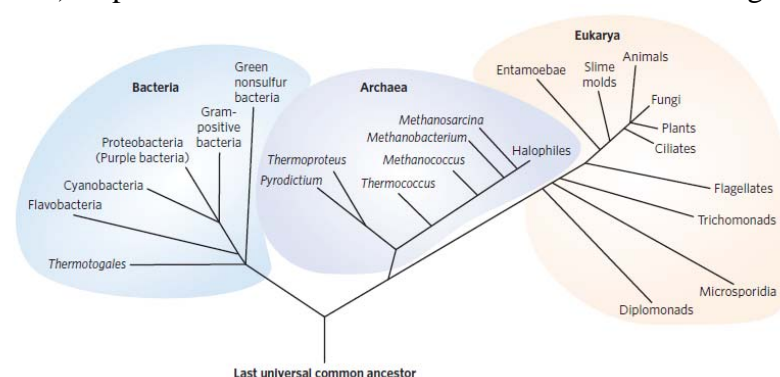 Eukarya
Bacteria
Green
nonsulfur
bacteria
Archaea
Entamoebae
Slime
molds
Animals
Fungi
Plants
Ciliates
Gram-
positive
bacteria
Proteobacteria
(Purple bacteria)
Cyanobacteria
Flavobacteria
Thermotogales
Methanosarcina
Methanobacterium
Methanococcus
Thermococcus
Halophiles
Thermoproteus
Pyrodictium
Flagellates
Trichomonads
Microsporidia
Diplomonads
Last universal common ancestor